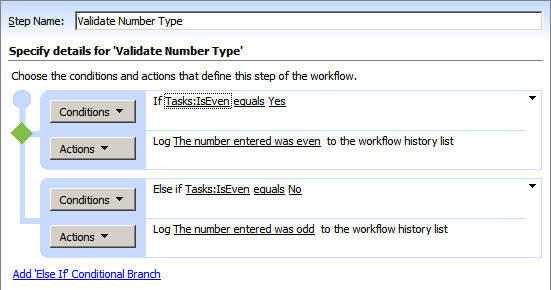 Step Name: Validate Number Type
Specify details for 'Validate Number Type'
Choose the conditions and actions that define this step of the workflow.
Conditions
If Tasks:IsEven equals Yes
Actions
Log The number entered was even to the workflow history list
Conditions
Else if Tasks:IsEven equals No
Actions
Log The number entered was odd to the workflow history list
Add 'Else If' Conditional Branch